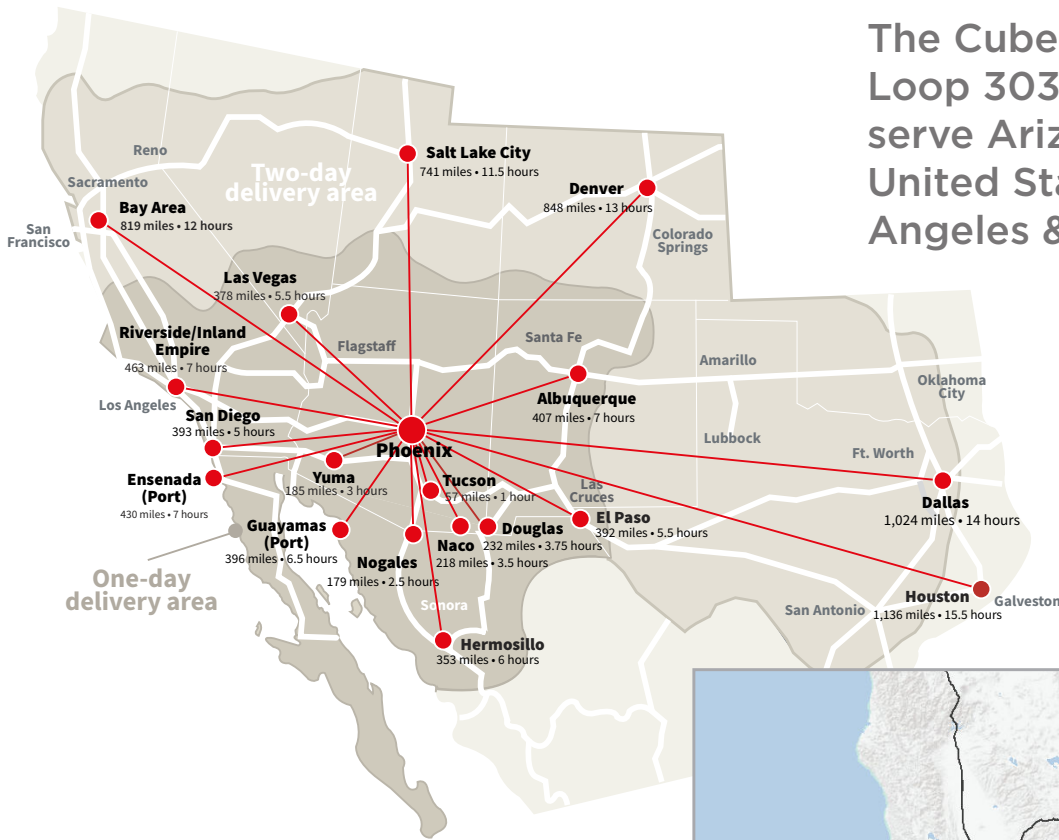 The Cube
Loop 303
serve Ariz
United Sta
Angeles &
Reno
Sacramento
San
Francisco
Bay Area
819 miles • 12 hours
Two-day
delivery area
Salt Lake City
741 miles • 11.5 hours
Denver
848 miles • 13 hours
Colorado
Springs
Las Vegas
378 miles • 5.5 hours
Riverside/Inland
Empire
463 miles • 7 hours
Los Angeles
Flagstaff
Santa Fe
Amarillo
Oklahoma
City
Albuquerque
407 miles • 7 hours
San Diego
393 miles • 5 hours
Phoenix
Lubbock
Ft. Worth
Ensenada
(Port)
430 miles • 7 hours
Yuma
185 miles • 3 hours
Tucson
57 miles • 1 hour
Las
Cruces
El Paso
392 miles • 5.5 hours
Dallas
1,024 miles • 14 hours
Guayamas
(Port)
396 miles • 6.5 hours
Nogales
179 miles • 2.5 hours
Naco
218 miles • 3.5 hours
Douglas
232 miles • 3.75 hours
One-day
delivery area
Sonora
Hermosillo
353 miles • 6 hours
San Antonio
Houston
1,136 miles • 15.5 hours
Galveston